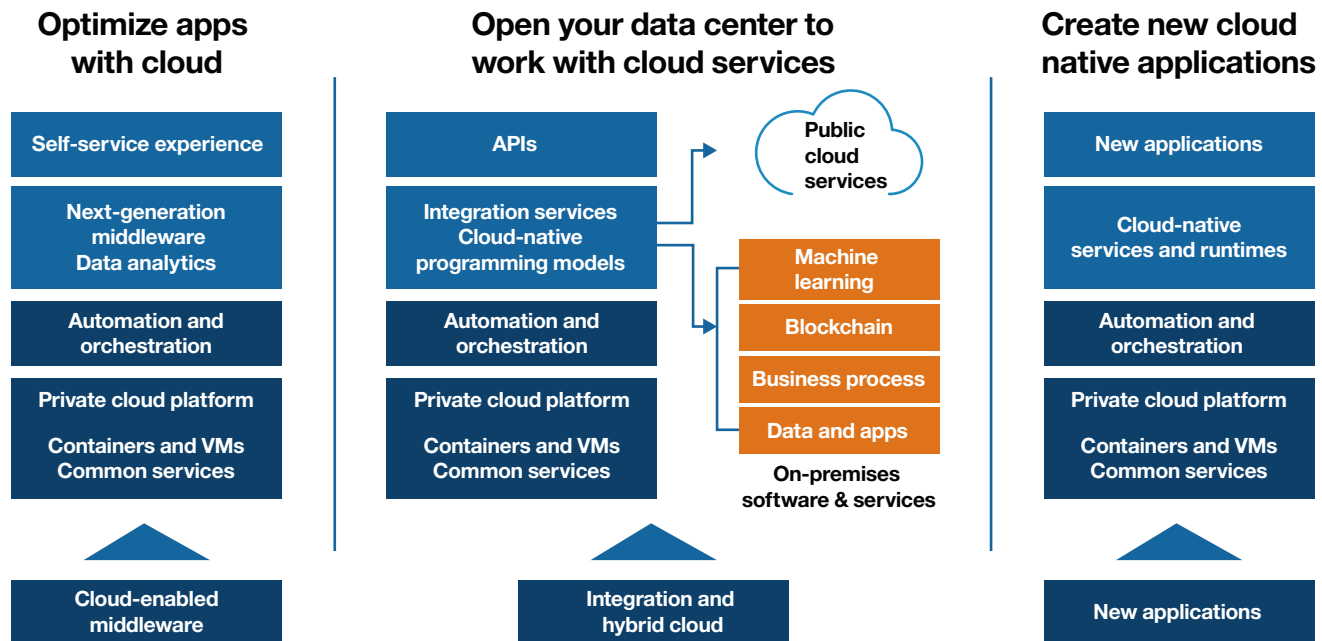 Optimize apps
with cloud
Self-service experience
Next-generation
middleware
Data analytics
Automation and
orchestration
Private cloud platform
Containers and VMs
Common services
Cloud-enabled
middleware
Open your data center to
work with cloud services
APIs
Integration services
Cloud-native
programming models
Automation and
orchestration
Private cloud platform
Containers and VMs
Common services
Public
cloud
services
Machine
learning
Blockchain
Business process
Data and apps
On-premises
software & services
Integration and
hybrid cloud
Create new cloud
native applications
New applications
Cloud-native
services and runtimes
Automation and
orchestration
Private cloud platform
Containers and VMs
Common services
New applications